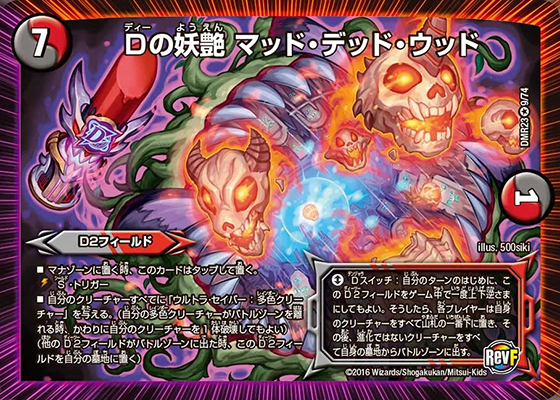 7
ディー
ようえん
Dの妖艶 マッド・デッド・ウッド
DMR23 9/74
1
illus. 500siki
D2フィールド
■ マナゾーンに置く時、このカードはタップして置く。
S・トリガー
■ 自分のクリーチャーすべてに「ウルトラ・セイバー：多色クリー
チャー」を与える。(自分の多色クリーチャーがバトルゾーンを離
れる時、かわりに自分のクリーチャーを1体破壊してもよい)
(他のD2フィールドがバトルゾーンに出た時、このD2フィー
ルドを自分の墓地に置く)
Dスイッチ：自分のターンのはじめに、こ
のD2フィールドをゲーム中で一度上下逆さま
にしてもよい。そうしたら、各プレイヤーは自身
のクリーチャーをすべて山札の一番下に置き、そ
の後、進化ではないクリーチャーをすべ
て自身の墓地からバトルゾーンに出す。
RevF
©2016 Wizards/Shogakukan/Mitsui-Kids